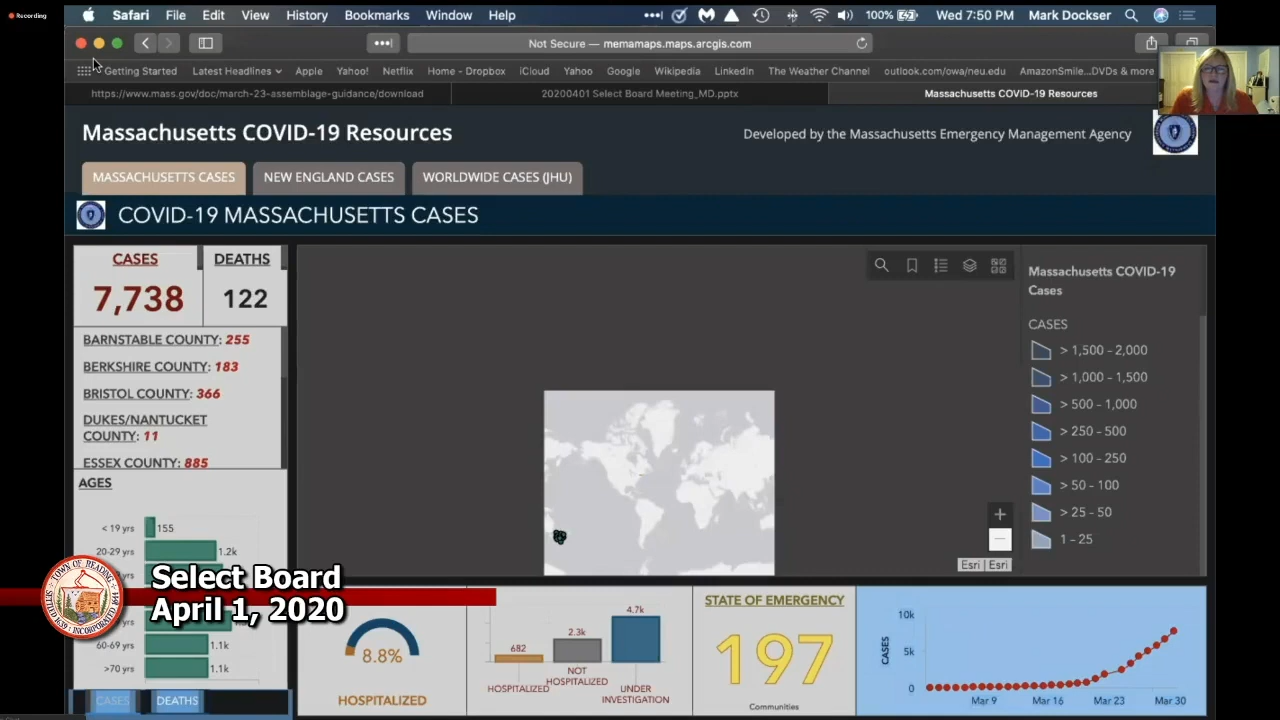 Recording
Safari File Edit View History Bookmarks Window Help
100% Wed 7:50 PM Mark Dockser
Not Secure — memamaps.maps.arcgis.com
Getting Started Latest Headlines Apple Yahoo! Netflix Home - Dropbox iCloud Yahoo Google Wikipedia LinkedIn The Weather Channel outlook.com/owa/neu.edu AmazonSmile...DVDs & more
https://www.mass.gov/doc/march-23-assemblage-guidance/download
20200401 Select Board Meeting_MD.pptx
Massachusetts COVID-19 Resources
Massachusetts COVID-19 Resources
Developed by the Massachusetts Emergency Management Agency
MASSACHUSETTS CASES
NEW ENGLAND CASES
WORLDWIDE CASES (JHU)
COVID-19 MASSACHUSETTS CASES
CASES
7,738
DEATHS
122
BARNSTABLE COUNTY: 255
BERKSHIRE COUNTY: 183
BRISTOL COUNTY: 366
DUKES/NANTUCKET
COUNTY: 11
ESSEX COUNTY: 885
AGES
< 19 yrs 155
20-29 yrs 1.2k
60-69 yrs 1.1k
>70 yrs 1.1k
CASES
DEATHS
Massachusetts COVID-19
Cases
CASES
> 1,500 - 2,000
> 1,000 - 1,500
> 500 - 1,000
> 250 - 500
> 100 - 250
> 50 - 100
> 25 - 50
1 - 25
Esri | Esri
TOWN OF READING
1639 INCORPORATED
Select Board
April 1, 2020
8.8%
HOSPITALIZED
682
2.3k
4.7k
HOSPITALIZED
NOT
HOSPITALIZED
UNDER
INVESTIGATION
STATE OF EMERGENCY
197
Communities
CASES
10k
5k
0
Mar 9 Mar 16 Mar 23 Mar 30